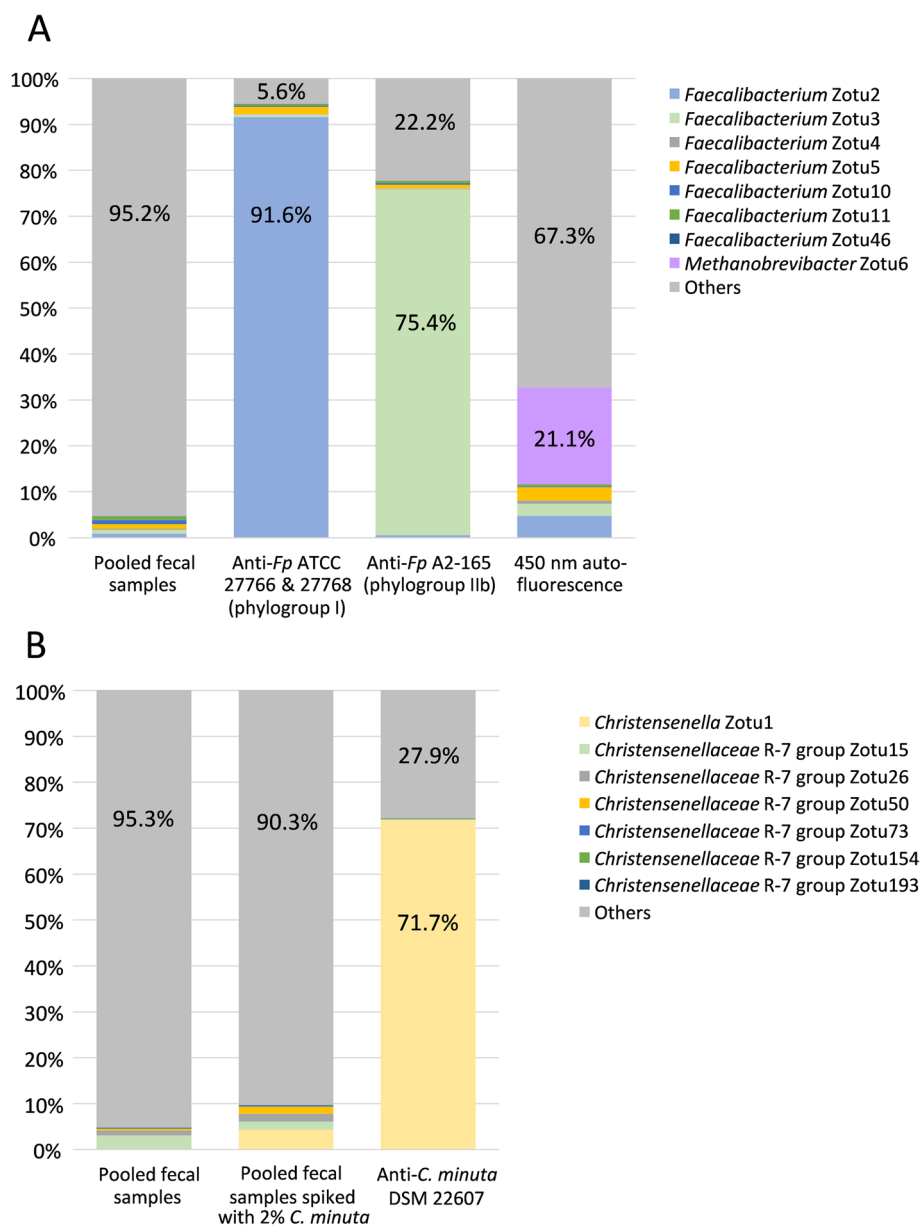 A
100%
90%
80%
70%
60%
50%
40%
30%
20%
10%
0%
95.2%
5.6%
91.6%
22.2%
75.4%
67.3%
21.1%
Pooled fecal
samples
Anti-Fp ATCC
27766 & 27768
(phylogroup I)
Anti-Fp A2-165
(phylogroup IIb)
450 nm auto-
fluorescence
Faecalibacterium Zotu2
Faecalibacterium Zotu3
Faecalibacterium Zotu4
Faecalibacterium Zotu5
Faecalibacterium Zotu10
Faecalibacterium Zotu11
Faecalibacterium Zotu46
Methanobrevibacter Zotu6
Others
B
100%
90%
80%
70%
60%
50%
40%
30%
20%
10%
0%
95.3%
90.3%
27.9%
71.7%
Pooled fecal
samples
Pooled fecal
samples spiked
with 2% C. minuta
Anti-C. minuta
DSM 22607
Christensenella Zotu1
Christensenellaceae R-7 group Zotu15
Christensenellaceae R-7 group Zotu26
Christensenellaceae R-7 group Zotu50
Christensenellaceae R-7 group Zotu73
Christensenellaceae R-7 group Zotu154
Christensenellaceae R-7 group Zotu193
Others